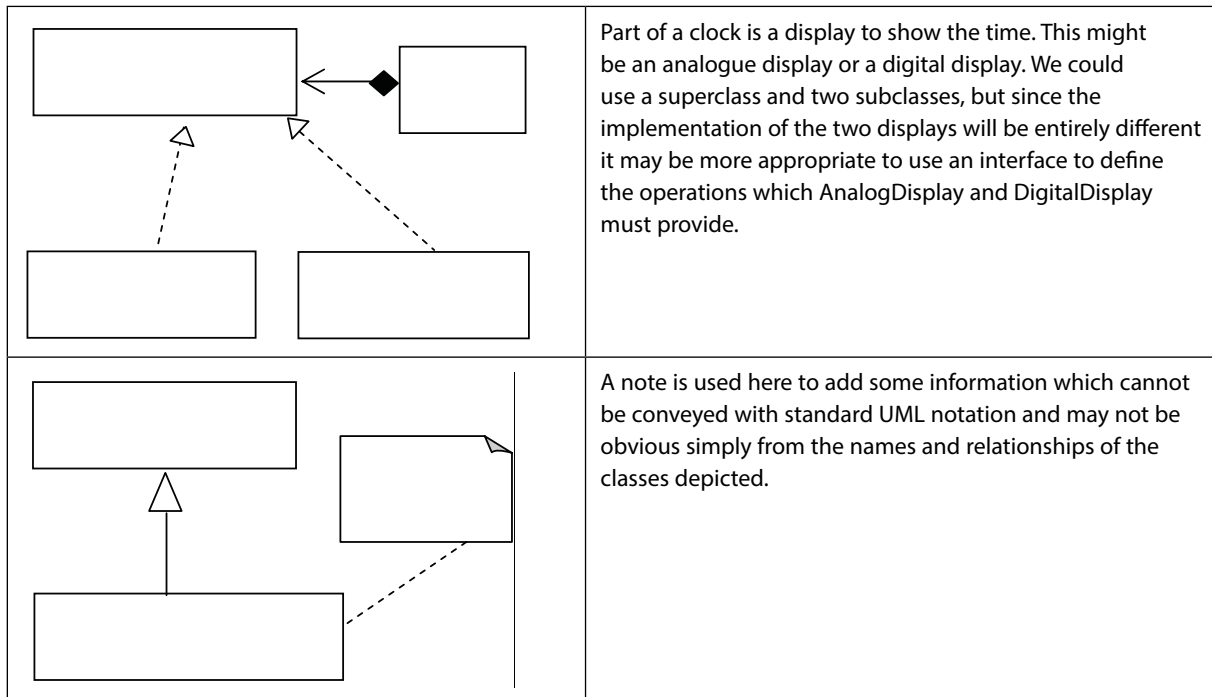 Part of a clock is a display to show the time. This might
be an analogue display or a digital display. We could
use a superclass and two subclasses, but since the
implementation of the two displays will be entirely different
it may be more appropriate to use an interface to define
the operations which AnalogDisplay and DigitalDisplay
must provide.
A note is used here to add some information which cannot
be conveyed with standard UML notation and may not be
obvious simply from the names and relationships of the
classes depicted.